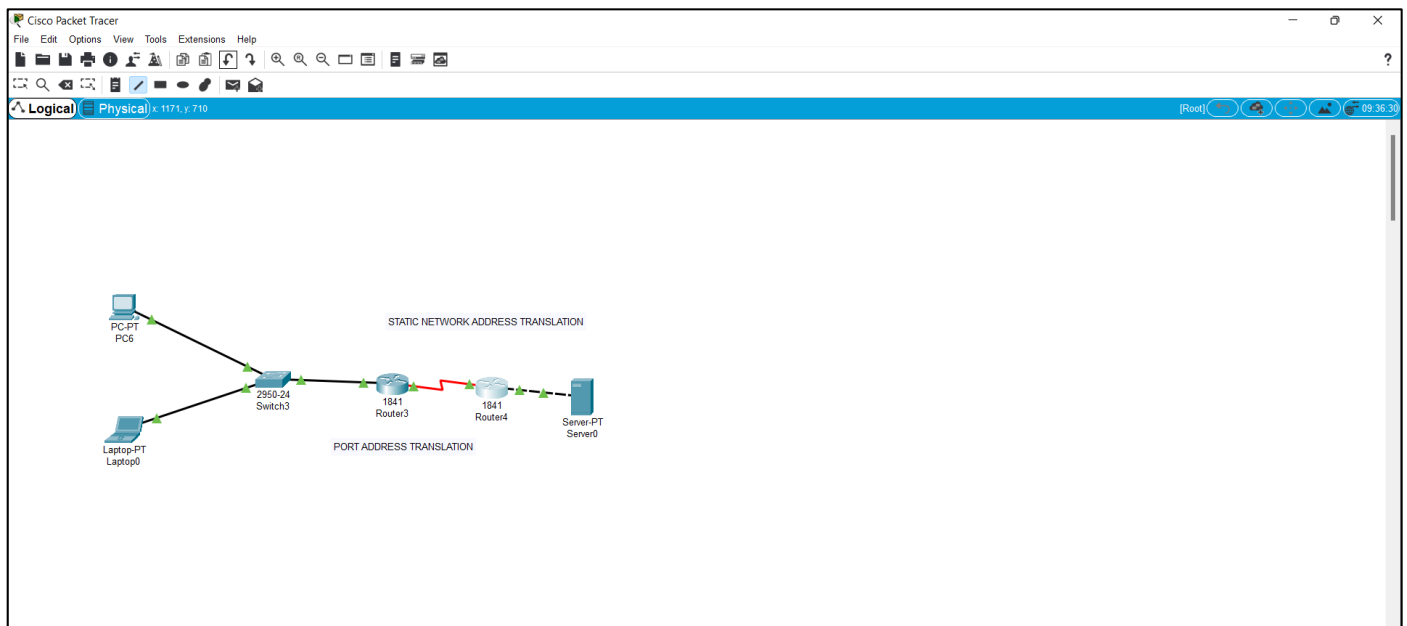 Cisco Packet Tracer
File Edit Options View Tools Extensions Help
?
Logical Physical x: 1171, y: 710 [Root] 09:36:30
STATIC NETWORK ADDRESS TRANSLATION
PC-PT
PC6
2950-24
Switch3
1841
Router3
1841
Router4
Server-PT
Server0
PORT ADDRESS TRANSLATION
Laptop-PT
Laptop0